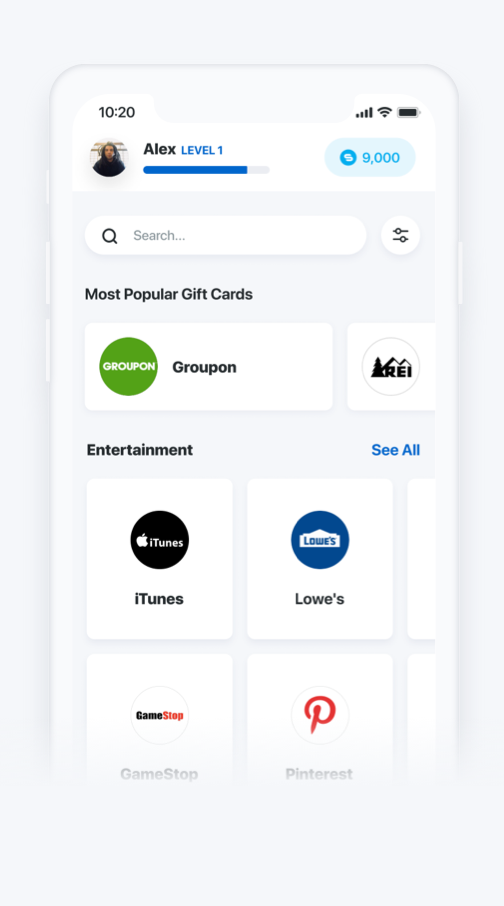 10:20
Alex LEVEL 1
9,000
Search...
Most Popular Gift Cards
GROUPON
Groupon
REI
Entertainment
See All
iTunes
LOWE'S
iTunes
Lowe's
GameStop
GameStop
Pinterest